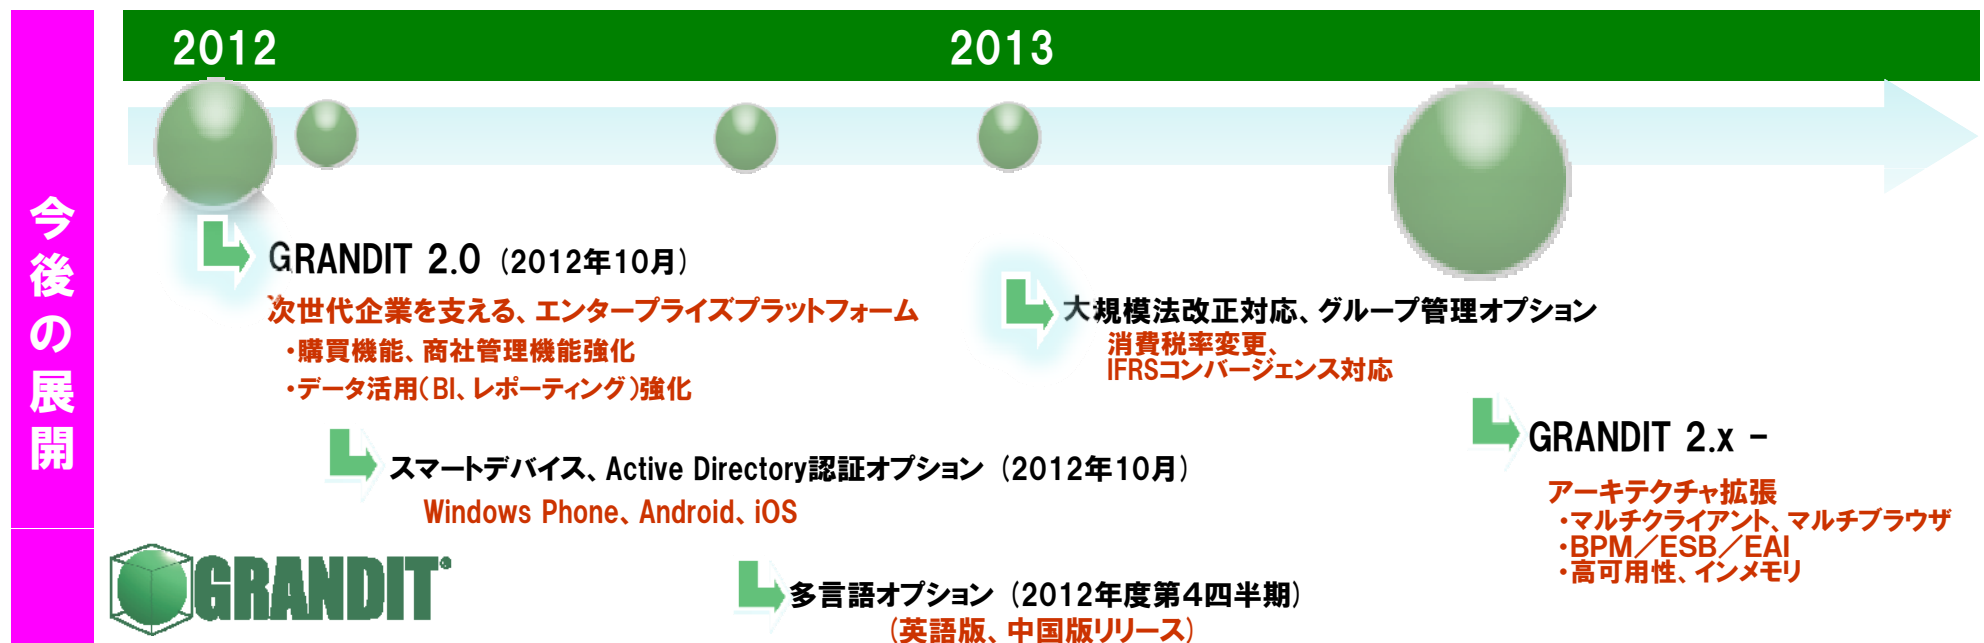 今後の展開
2012
2013
GRANDIT 2.0 (2012年10月)
次世代企業を支える、エンタープライズプラットフォーム
・購買機能、商社管理機能強化
・データ活用(BI、レポーティング)強化
スマートデバイス、Active Directory認証オプション (2012年10月)
Windows Phone、Android、iOS
多言語オプション (2012年度第4四半期)
(英語版、中国版リリース)
大規模法改正対応、グループ管理オプション
消費税率変更、
IFRSコンバージェンス対応
GRANDIT 2.x -
アーキテクチャ拡張
・マルチクライアント、マルチブラウザ
・BPM/ESB/EAI
・高可用性、インメモリ
GRANDIT®